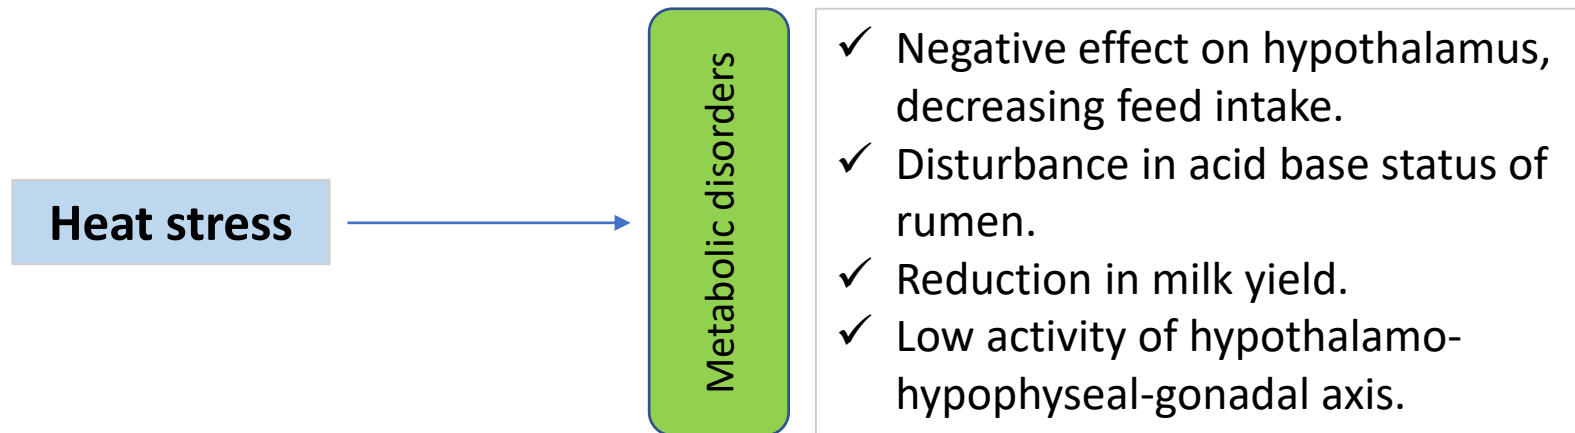 Heat stress
Metabolic disorders
✓ Negative effect on hypothalamus,
decreasing feed intake.
✓ Disturbance in acid base status of
rumen.
✓ Reduction in milk yield.
✓ Low activity of hypothalamo-
hypophyseal-gonadal axis.